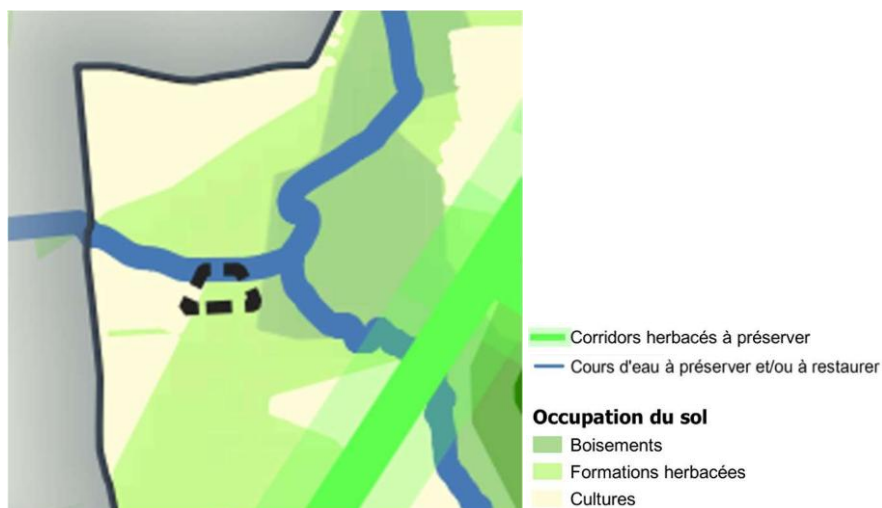 Corridors herbacés à préserver
Cours d'eau à préserver et/ou à restaurer
Occupation du sol
Boisements
Formations herbacées
Cultures